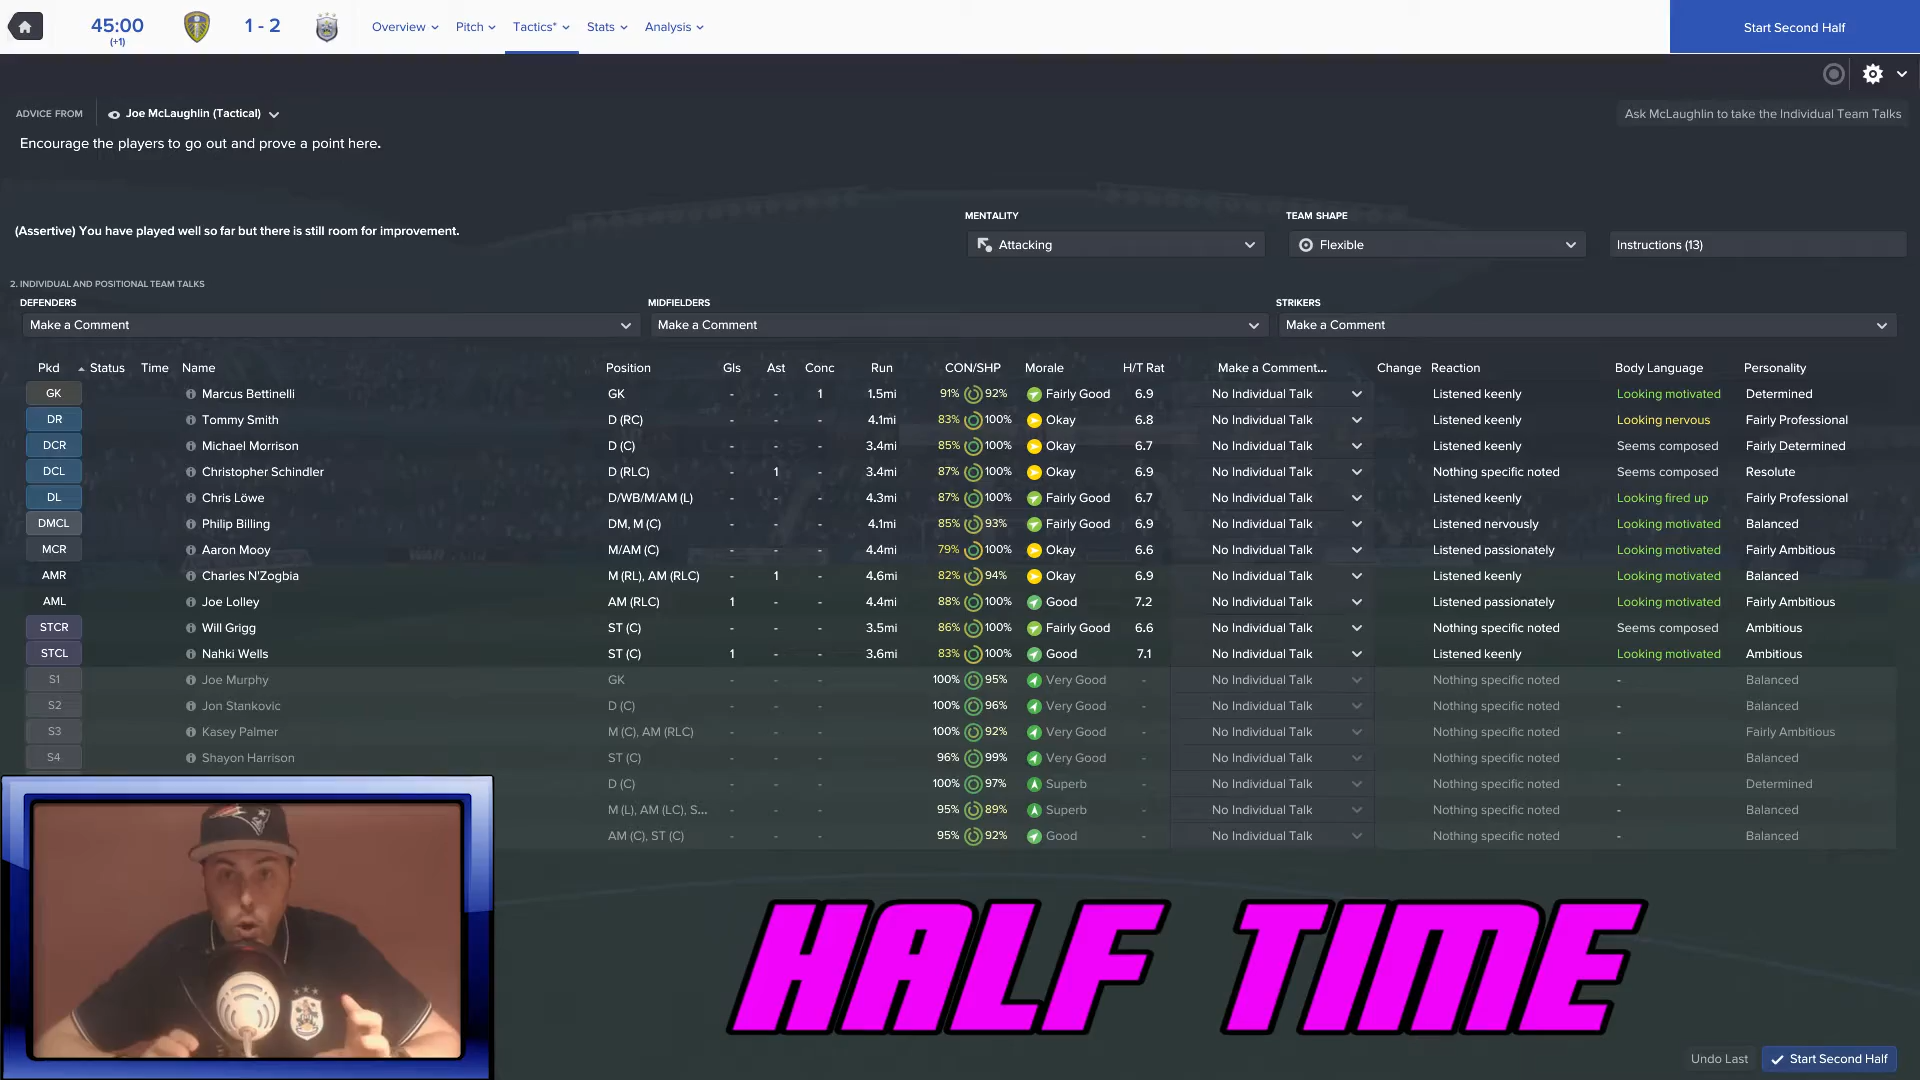 45:00
(+1)
1 - 2
Overview
Pitch
Tactics*
Stats
Analysis
Start Second Half
ADVICE FROM
Joe McLaughlin (Tactical)
Ask McLaughlin to take the Individual Team Talks
Encourage the players to go out and prove a point here.
MENTALITY
TEAM SHAPE
(Assertive) You have played well so far but there is still room for improvement.
Attacking
Flexible
Instructions (13)
2. INDIVIDUAL AND POSITIONAL TEAM TALKS
DEFENDERS MIDFIELDERS STRIKERS
Make a Comment Make a Comment Make a Comment
Pkd Status Time Name Position Gls Ast Conc Run CON/SHP Morale H/T Rat Make a Comment... Change Reaction Body Language Personality
GK Marcus Bettinelli GK - - 1 1.5mi 91% 92% Fairly Good 6.9 No Individual Talk Listened keenly Looking motivated Determined
DR Tommy Smith D (RC) - - - 4.1mi 83% 100% Okay 6.8 No Individual Talk Listened keenly Looking nervous Fairly Professional
DCR Michael Morrison D (C) - - - 3.4mi 85% 100% Okay 6.7 No Individual Talk Listened keenly Seems composed Fairly Determined
DCL Christopher Schindler D (RLC) - 1 - 3.4mi 87% 100% Okay 6.9 No Individual Talk Nothing specific noted Seems composed Resolute
DL Chris Löwe D/WB/M/AM (L) - - - 4.3mi 87% 100% Fairly Good 6.7 No Individual Talk Listened keenly Looking fired up Fairly Professional
DMCL Philip Billing DM, M (C) - - - 4.1mi 85% 93% Fairly Good 6.9 No Individual Talk Listened nervously Looking motivated Balanced
MCR Aaron Mooy M/AM (C) - - - 4.4mi 79% 100% Okay 6.6 No Individual Talk Listened passionately Looking motivated Fairly Ambitious
AMR Charles N'Zogbia M (RL), AM (RLC) - 1 - 4.6mi 82% 94% Okay 6.9 No Individual Talk Listened keenly Looking motivated Balanced
AML Joe Lolley AM (RLC) 1 - - 4.4mi 88% 100% Good 7.2 No Individual Talk Listened passionately Looking motivated Fairly Ambitious
STCR Will Grigg ST (C) - - - 3.5mi 86% 100% Fairly Good 6.6 No Individual Talk Nothing specific noted Seems composed Ambitious
STCL Nahki Wells ST (C) 1 - - 3.6mi 83% 100% Good 7.1 No Individual Talk Listened keenly Looking motivated Ambitious
S1 Joe Murphy GK - - - 100% 95% Very Good - No Individual Talk Nothing specific noted - Balanced
S2 Jon Stankovic D (C) - - - 100% 96% Very Good - No Individual Talk Nothing specific noted - Balanced
S3 Kasey Palmer M (C), AM (RLC) - - - 100% 92% Very Good - No Individual Talk Nothing specific noted - Fairly Ambitious
S4 Shayon Harrison ST (C) - - - 96% 99% Very Good - No Individual Talk Nothing specific noted - Balanced
D (C) - - - 100% 97% Superb - No Individual Talk Nothing specific noted - Determined
M (L), AM (LC), S... - - - 95% 89% Superb - No Individual Talk Nothing specific noted - Balanced
AM (C), ST (C) - - - 95% 92% Good - No Individual Talk Nothing specific noted - Balanced
HALF TIME
Undo Last
Start Second Half